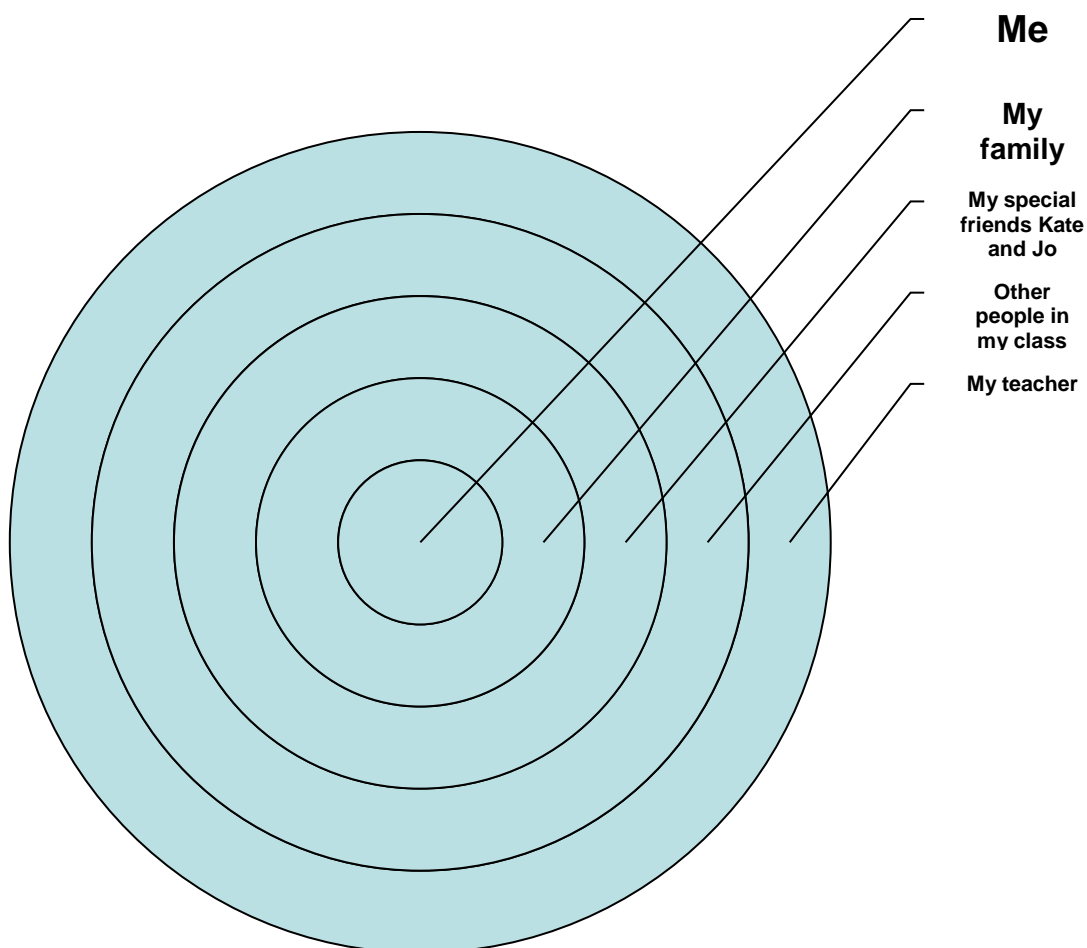 Me
My
family
My special
friends Kate
and Jo
Other
people in
my class
My teacher